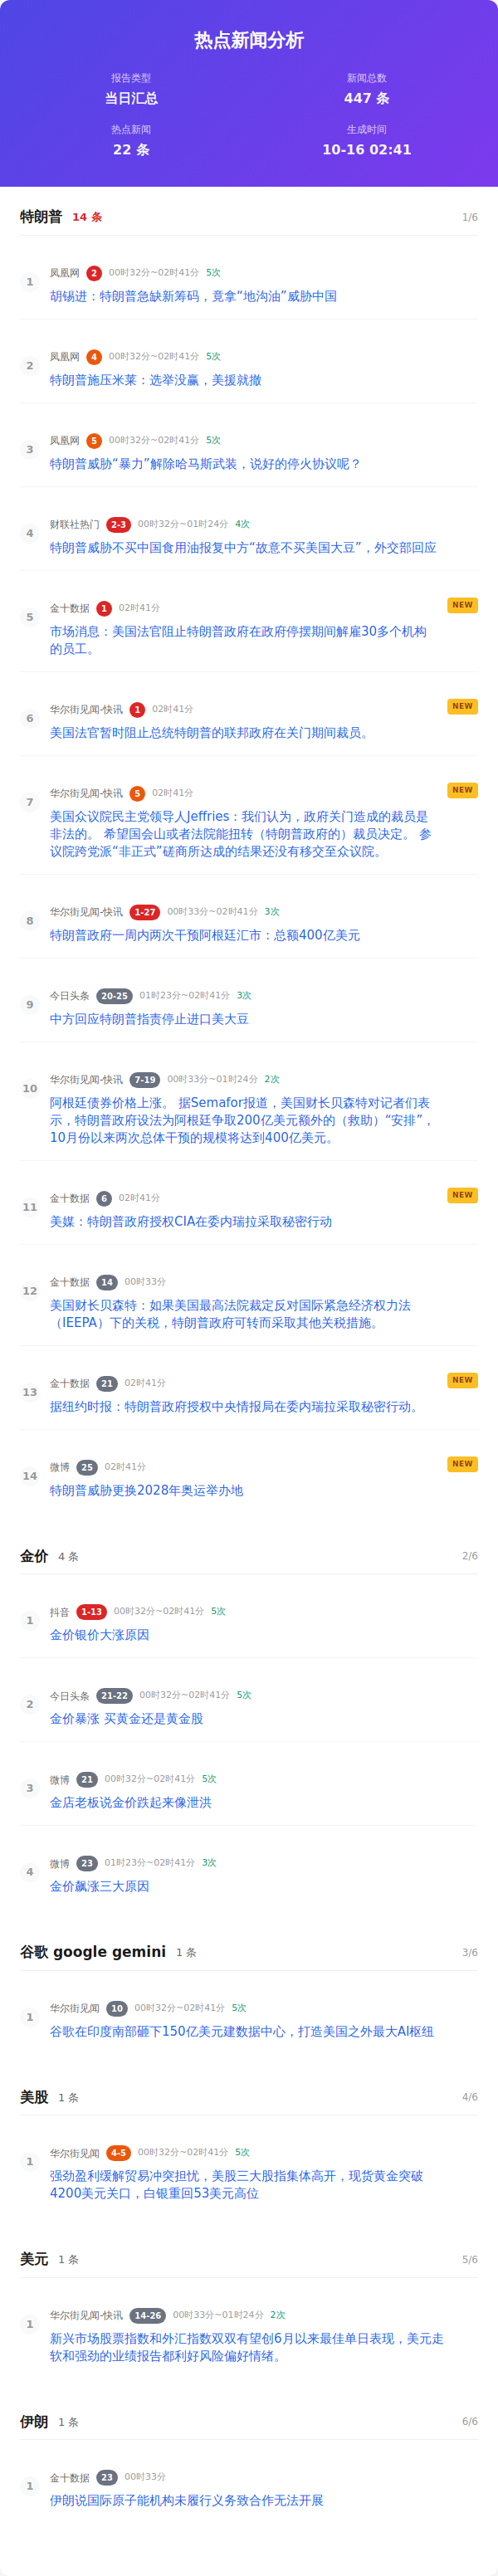 热点新闻分析
报告类型
新闻总数
当日汇总
447 条
热点新闻
生成时间
22 条
10-16 02:41
特朗普 14 条 1/6
1 凤凰网 2 00时32分~02时41分 5次
胡锡进：特朗普急缺新筹码，竟拿“地沟油”威胁中国
2 凤凰网 4 00时32分~02时41分 5次
特朗普施压米莱：选举没赢，美援就撤
3 凤凰网 5 00时32分~02时41分 5次
特朗普威胁“暴力”解除哈马斯武装，说好的停火协议呢？
4 财联社热门 2-3 00时32分~01时24分 4次
特朗普威胁不买中国食用油报复中方“故意不买美国大豆”，外交部回应
5 金十数据 1 02时41分 NEW
市场消息：美国法官阻止特朗普政府在政府停摆期间解雇30多个机构
的员工。
6 华尔街见闻-快讯 1 02时41分 NEW
美国法官暂时阻止总统特朗普的联邦政府在关门期间裁员。
7 华尔街见闻-快讯 5 02时41分 NEW
美国众议院民主党领导人Jeffries：我们认为，政府关门造成的裁员是
非法的。 希望国会山或者法院能扭转（特朗普政府的）裁员决定。 参
议院跨党派“非正式”磋商所达成的结果还没有移交至众议院。
8 华尔街见闻-快讯 1-27 00时33分~02时41分 3次
特朗普政府一周内两次干预阿根廷汇市：总额400亿美元
9 今日头条 20-25 01时23分~02时41分 3次
中方回应特朗普指责停止进口美大豆
10 华尔街见闻-快讯 7-19 00时33分~01时24分 2次
阿根廷债券价格上涨。 据Semafor报道，美国财长贝森特对记者们表
示，特朗普政府设法为阿根廷争取200亿美元额外的（救助）“安排”，
10月份以来两次总体干预的规模将达到400亿美元。
11 金十数据 6 02时41分 NEW
美媒：特朗普政府授权CIA在委内瑞拉采取秘密行动
12 金十数据 14 00时33分
美国财长贝森特：如果美国最高法院裁定反对国际紧急经济权力法
（IEEPA）下的关税，特朗普政府可转而采取其他关税措施。
13 金十数据 21 02时41分 NEW
据纽约时报：特朗普政府授权中央情报局在委内瑞拉采取秘密行动。
14 微博 25 02时41分 NEW
特朗普威胁更换2028年奥运举办地
金价 4 条 2/6
1 抖音 1-13 00时32分~02时41分 5次
金价银价大涨原因
2 今日头条 21-22 00时32分~02时41分 5次
金价暴涨 买黄金还是黄金股
3 微博 21 00时32分~02时41分 5次
金店老板说金价跌起来像泄洪
4 微博 23 01时23分~02时41分 3次
金价飙涨三大原因
谷歌 google gemini 1 条 3/6
1 华尔街见闻 10 00时32分~02时41分 5次
谷歌在印度南部砸下150亿美元建数据中心，打造美国之外最大AI枢纽
美股 1 条 4/6
1 华尔街见闻 4-5 00时32分~02时41分 5次
强劲盈利缓解贸易冲突担忧，美股三大股指集体高开，现货黄金突破
4200美元关口，白银重回53美元高位
美元 1 条 5/6
1 华尔街见闻-快讯 14-26 00时33分~01时24分 2次
新兴市场股票指数和外汇指数双双有望创6月以来最佳单日表现，美元走
软和强劲的业绩报告都利好风险偏好情绪。
伊朗 1 条 6/6
1 金十数据 23 00时33分
伊朗说国际原子能机构未履行义务致合作无法开展